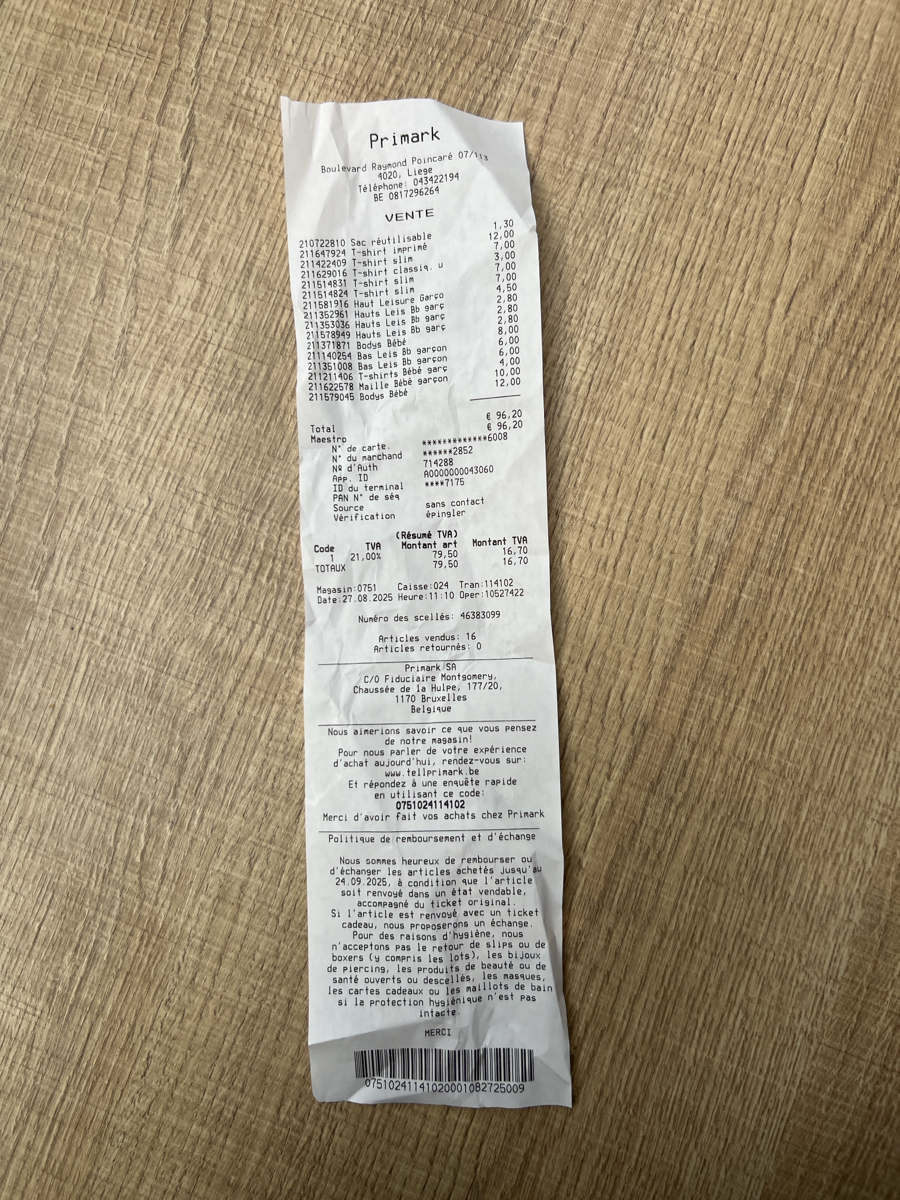 Primark
Boulevard Raymond Poincaré 07/113
4020, Liege
Téléphone: 043422194
BE 0817296264
VENTE
210722810 Sac réutilisable 1,30
211647924 T-shirt imprimé 12,00
211422409 T-shirt slim 7,00
211629016 T-shirt classiq. u 3,00
211514831 T-shirt slim 7,00
211514824 T-shirt slim 7,00
211581916 Haut Leisure Garço 4,50
211352961 Hauts Leis Bb garç 2,80
211353036 Hauts Leis Bb garç 2,80
211578949 Hauts Leis Bb garç 2,80
211371871 Bodys Bébé 8,00
211140254 Bas Leis Bb garçon 6,00
211351008 Bas Leis Bb garçon 6,00
211211406 T-shirts Bébé garç 4,00
211622578 Maille Bébé garçon 10,00
211579045 Bodys Bébé 12,00
Total € 96,20
Maestro € 96,20
N° de carte. ************6008
N° du marchand ******2852
Nº d'Auth 714288
App. ID A0000000043060
ID du terminal ****7175
PAN N° de séq
Source sans contact
Vérification épingler
(Résumé TVA)
Code TVA Montant art Montant TVA
1 21,00% 79,50 16,70
TOTAUX 79,50 16,70
Magasin:0751 Caisse:024 Tran:114102
Date:27.08.2025 Heure:11:10 Oper:10527422
Numéro des scellés: 46383099
Articles vendus: 16
Articles retournés: 0
Primark SA
C/O Fiduciaire Montgomery,
Chaussée de la Hulpe, 177/20,
1170 Bruxelles
Belgique
Nous aimerions savoir ce que vous pensez
de notre magasin!
Pour nous parler de votre expérience
d'achat aujourd'hui, rendez-vous sur:
www.tellprimark.be
Et répondez à une enquête rapide
en utilisant ce code:
0751024114102
Merci d'avoir fait vos achats chez Primark
Politique de remboursement et d'échange
Nous sommes heureux de rembourser ou
d'échanger les articles achetés jusqu'au
24.09.2025, à condition que l'article
soit renvoyé dans un état vendable,
accompagné du ticket original.
Si l'article est renvoyé avec un ticket
cadeau, nous proposerons un échange.
Pour des raisons d'hygiène, nous
n'acceptons pas le retour de slips ou de
boxers (y compris les lots), les bijoux
de piercing, les produits de beauté ou de
santé ouverts ou descellés, les masques,
les cartes cadeaux ou les maillots de bain
si la protection hygiénique n'est pas
intacte.
MERCI
07510241141020001082725009